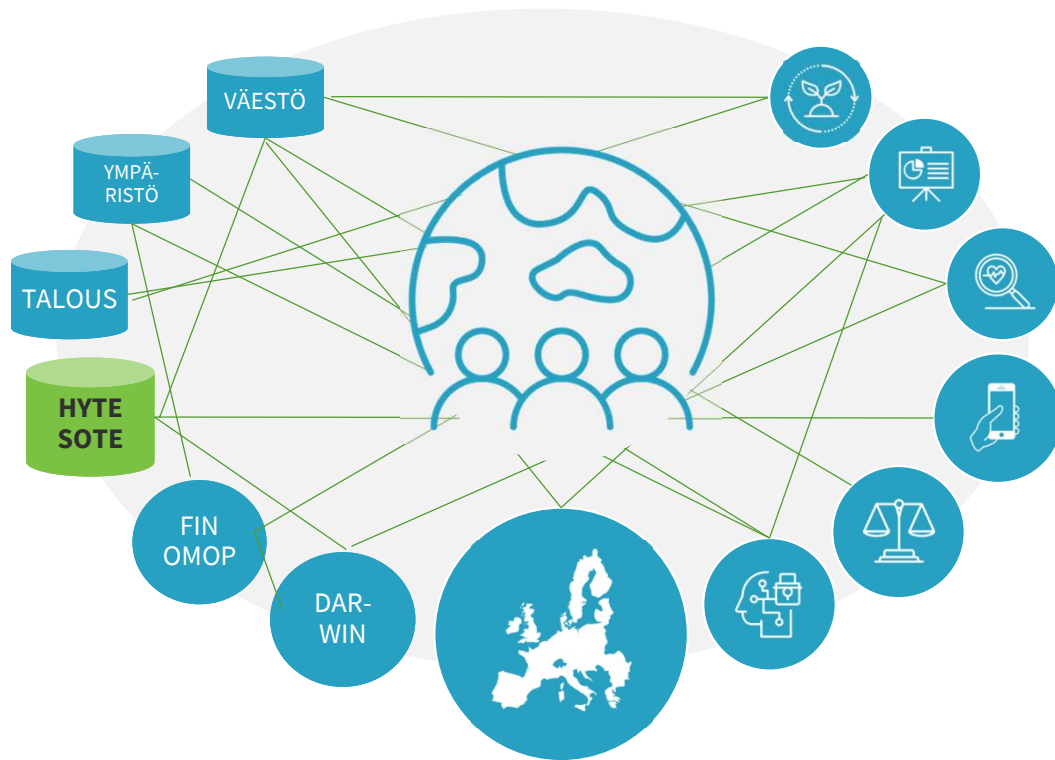 VÄESTÖ
YMPÄ-
RISTÖ
TALOUS
HYTE
SOTE
FIN
OMOP
DAR-
WIN